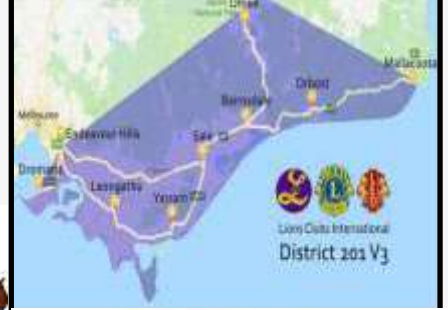 Omeo
Mallacoota
Orbost
Bairnsdale
Melbourne
Endeavour Hills
Sale
Dromana
Leongatha
Yarram
L
Lions Clubs International
District 201 V3